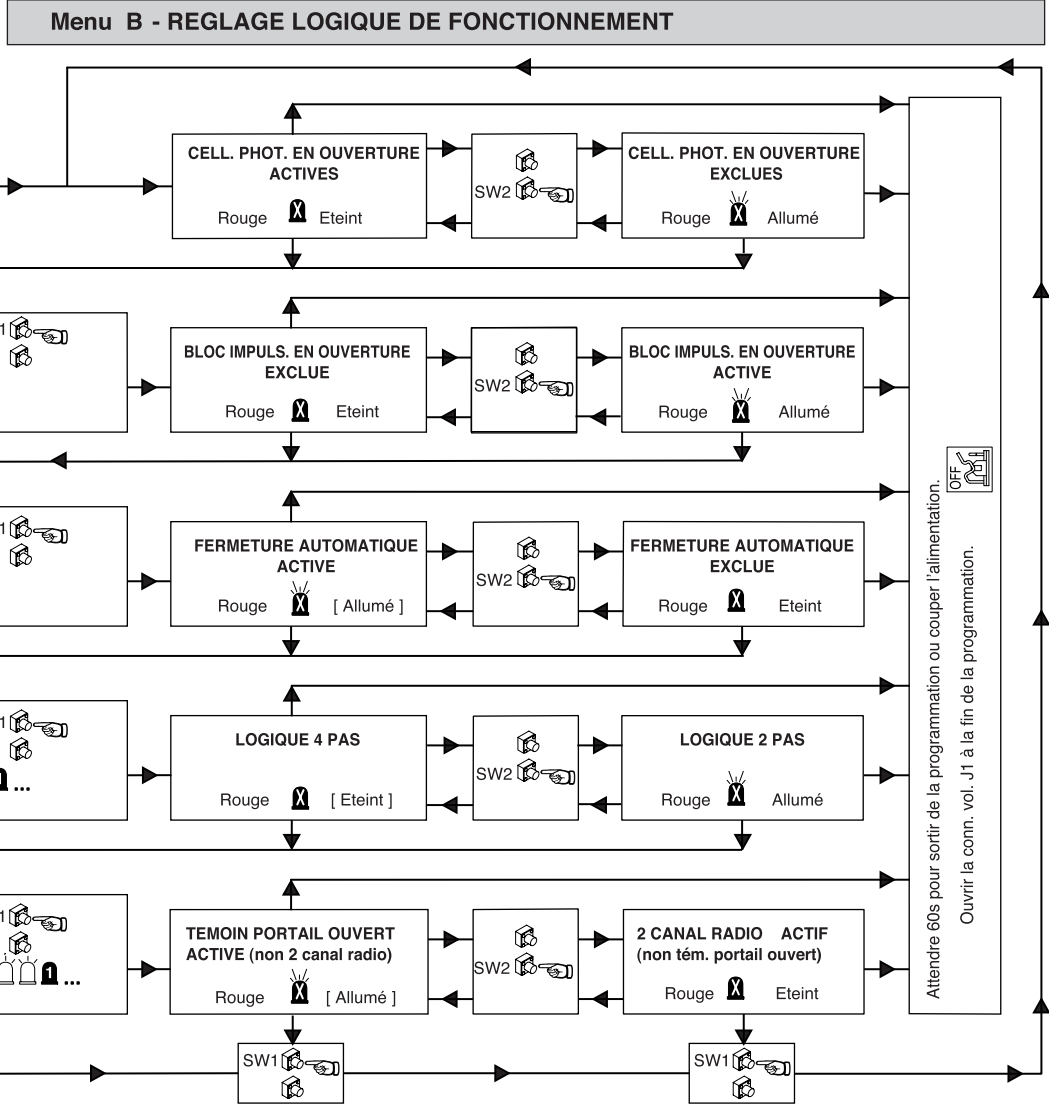 Menu B - REGLAGE LOGIQUE DE FONCTIONNEMENT
CELL. PHOT. EN OUVERTURE
ACTIVES
Rouge X Eteint
SW2
CELL. PHOT. EN OUVERTURE
EXCLUES
Rouge X Allumé
1
BLOC IMPULS. EN OUVERTURE
EXCLUE
Rouge X Eteint
SW2
BLOC IMPULS. EN OUVERTURE
ACTIVE
Rouge X Allumé
1
FERMETURE AUTOMATIQUE
ACTIVE
Rouge X [ Allumé ]
SW2
FERMETURE AUTOMATIQUE
EXCLUE
Rouge X Eteint
1
...
LOGIQUE 4 PAS
Rouge X [ Eteint ]
SW2
LOGIQUE 2 PAS
Rouge X Allumé
1
1 ...
TEMOIN PORTAIL OUVERT
ACTIVE (non 2 canal radio)
Rouge X [ Allumé ]
SW2
2 CANAL RADIO ACTIF
(non tém. portail ouvert)
Rouge X Eteint
SW1
SW1
Attendre 60s pour sortir de la programmation ou couper l'alimentation.
OFF
Ouvrir la conn. vol. J1 à la fin de la programmation.